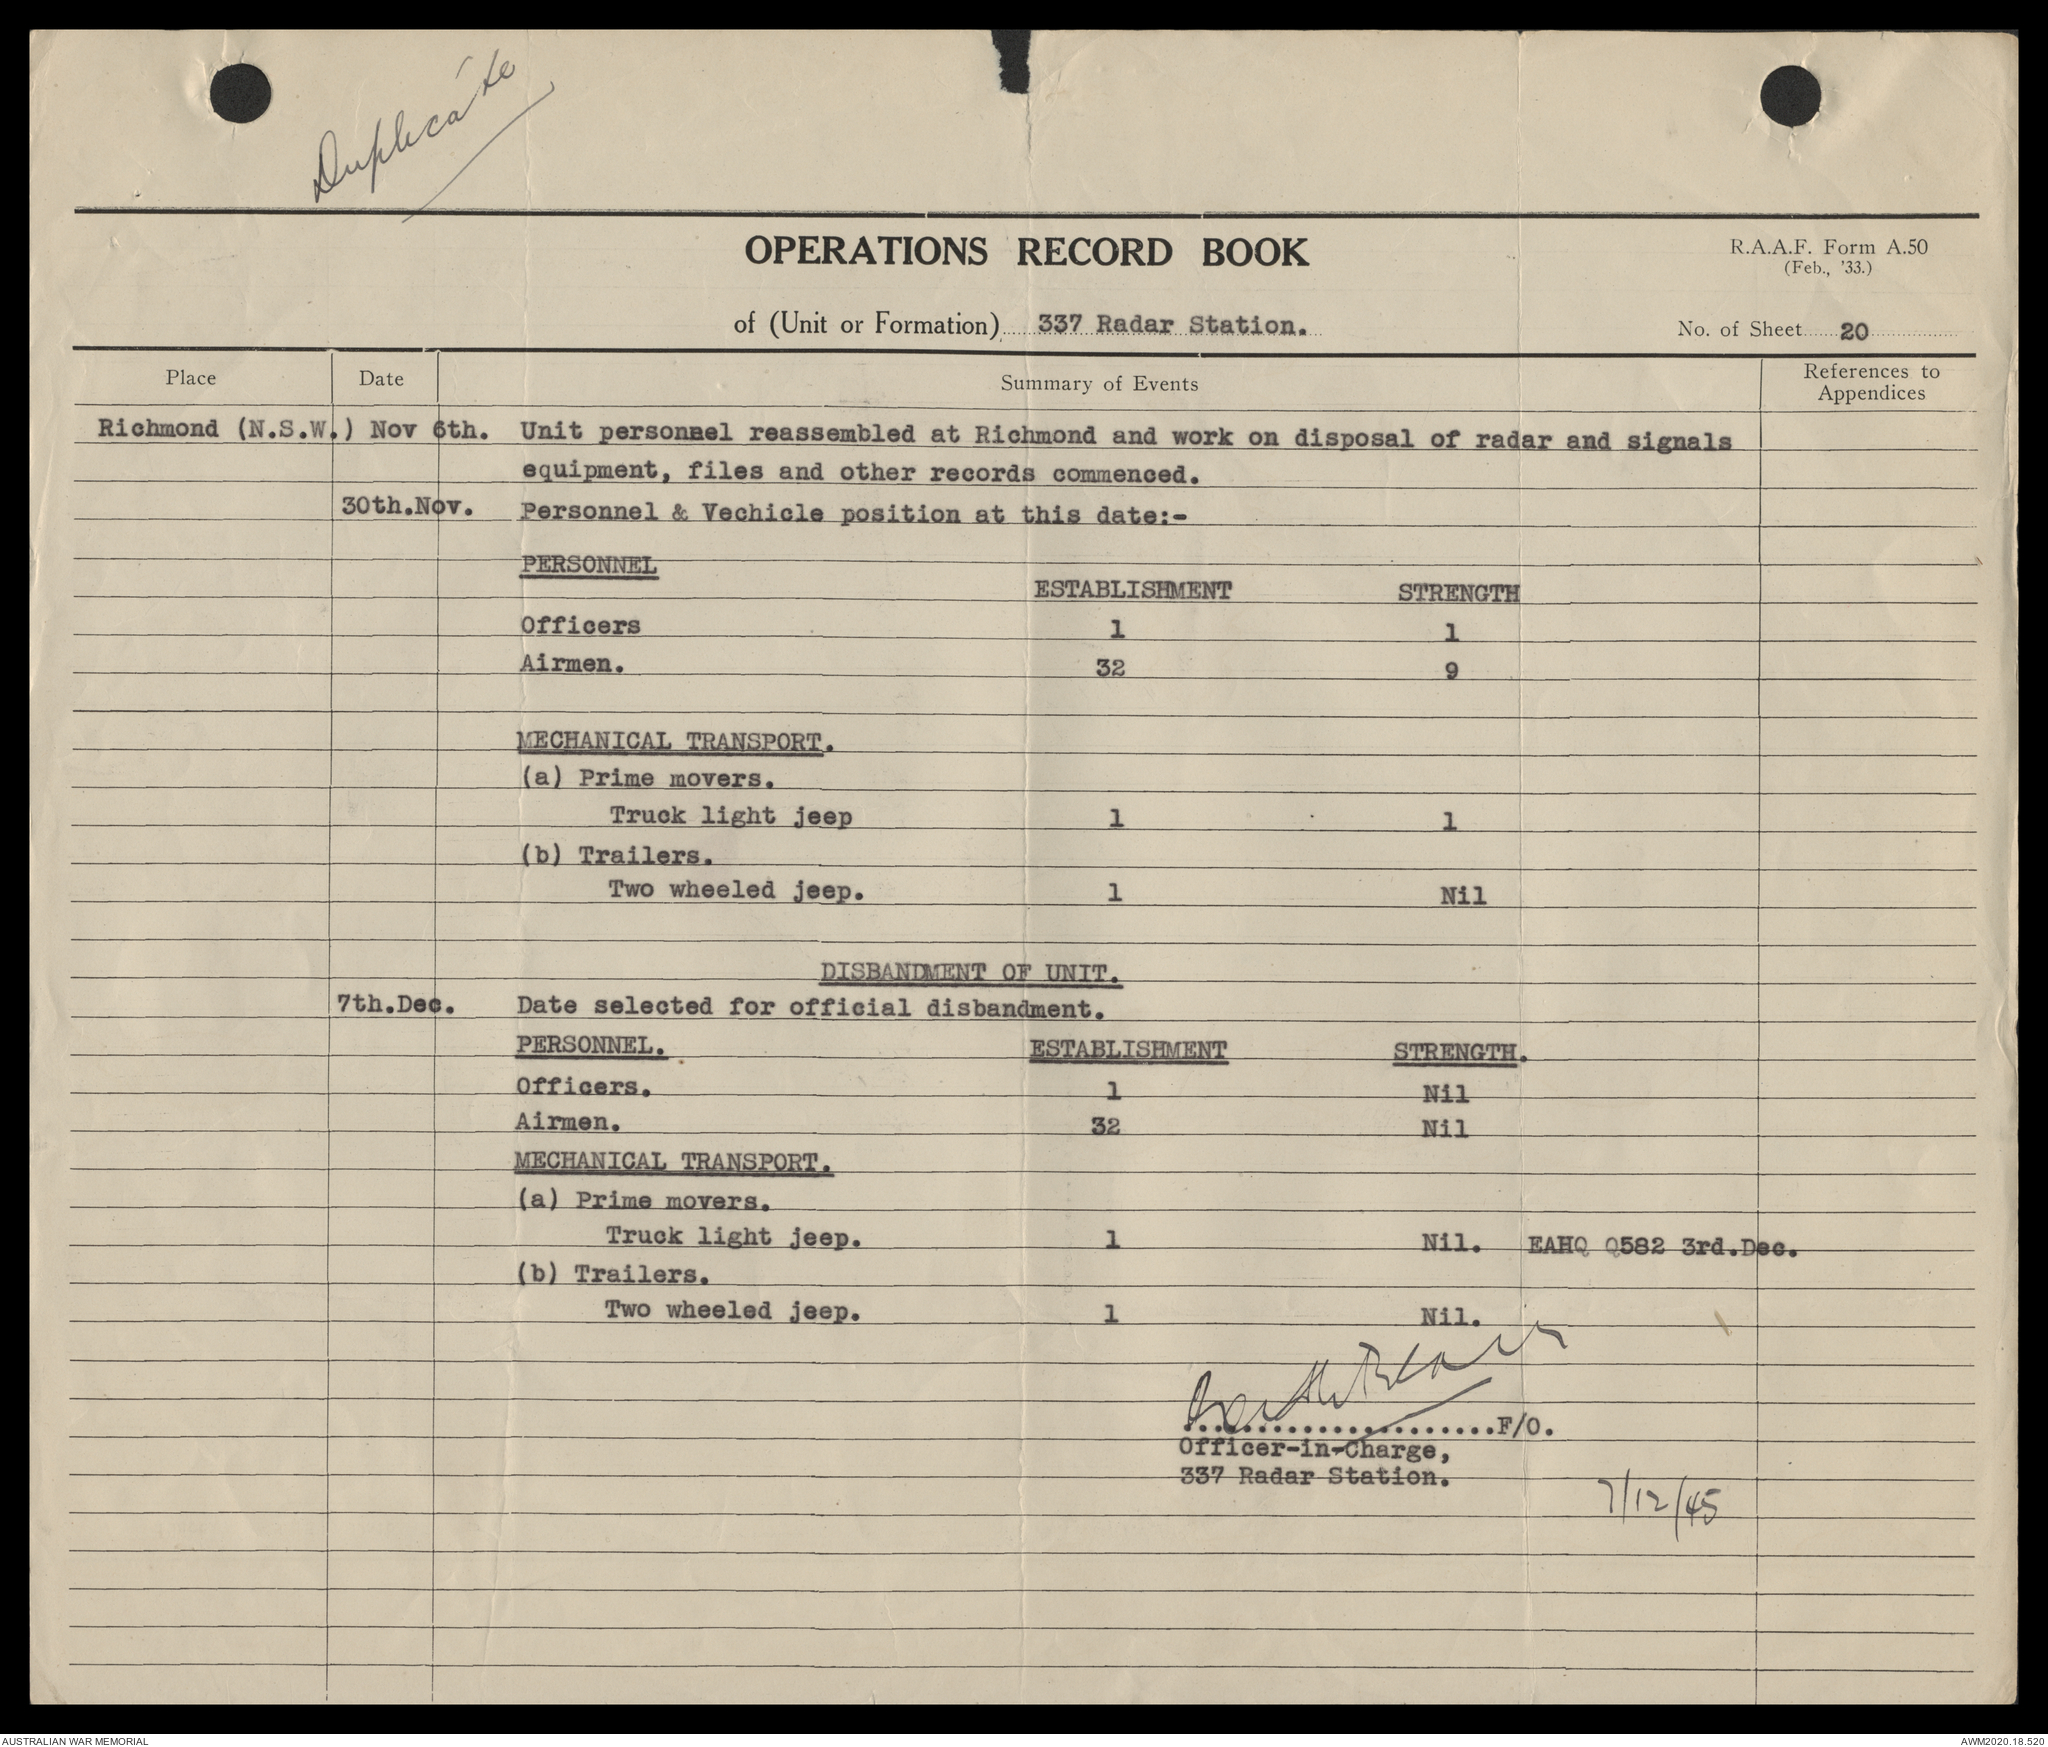 Duplicate
OPERATIONS RECORD BOOK
R.A.A.F. Form A.50
(Feb., '33.)
of (Unit or Formation) 337 Radar Station.
No. of Sheet 20
Place Date Summary of Events References to Appendices
Richmond (N.S.W.) Nov 6th. Unit personnel reassembled at Richmond and work on disposal of radar and signals
equipment, files and other records commenced.
30th.Nov. Personnel & Vechicle position at this date:-
PERSONNEL
ESTABLISHMENT STRENGTH
Officers 1 1
Airmen. 32 9
MECHANICAL TRANSPORT.
(a) Prime movers.
Truck light jeep 1 1
(b) Trailers.
Two wheeled jeep. 1 Nil
DISBANDMENT OF UNIT.
7th.Dec. Date selected for official disbandment.
PERSONNEL. ESTABLISHMENT STRENGTH.
Officers. 1 Nil
Airmen. 32 Nil
MECHANICAL TRANSPORT.
(a) Prime movers.
Truck light jeep. 1 Nil. EAHQ Q582 3rd.Dec.
(b) Trailers.
Two wheeled jeep. 1 Nil.
....................F/O.
Officer-in-Charge,
337 Radar Station.
7/12/45
AUSTRALIAN WAR MEMORIAL
AWM2020.18.520